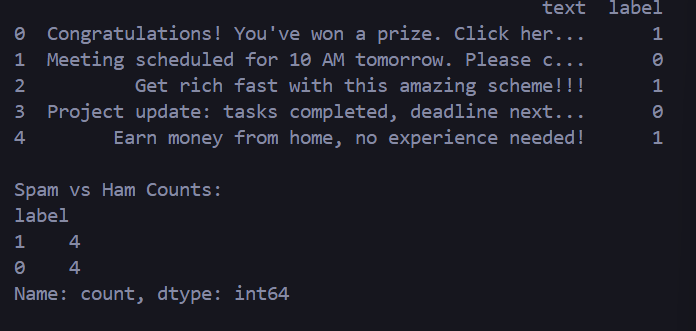 text label
0 Congratulations! You've won a prize. Click her... 1
1 Meeting scheduled for 10 AM tomorrow. Please c... 0
2 Get rich fast with this amazing scheme!!! 1
3 Project update: tasks completed, deadline next... 0
4 Earn money from home, no experience needed! 1
Spam vs Ham Counts:
label
1 4
0 4
Name: count, dtype: int64